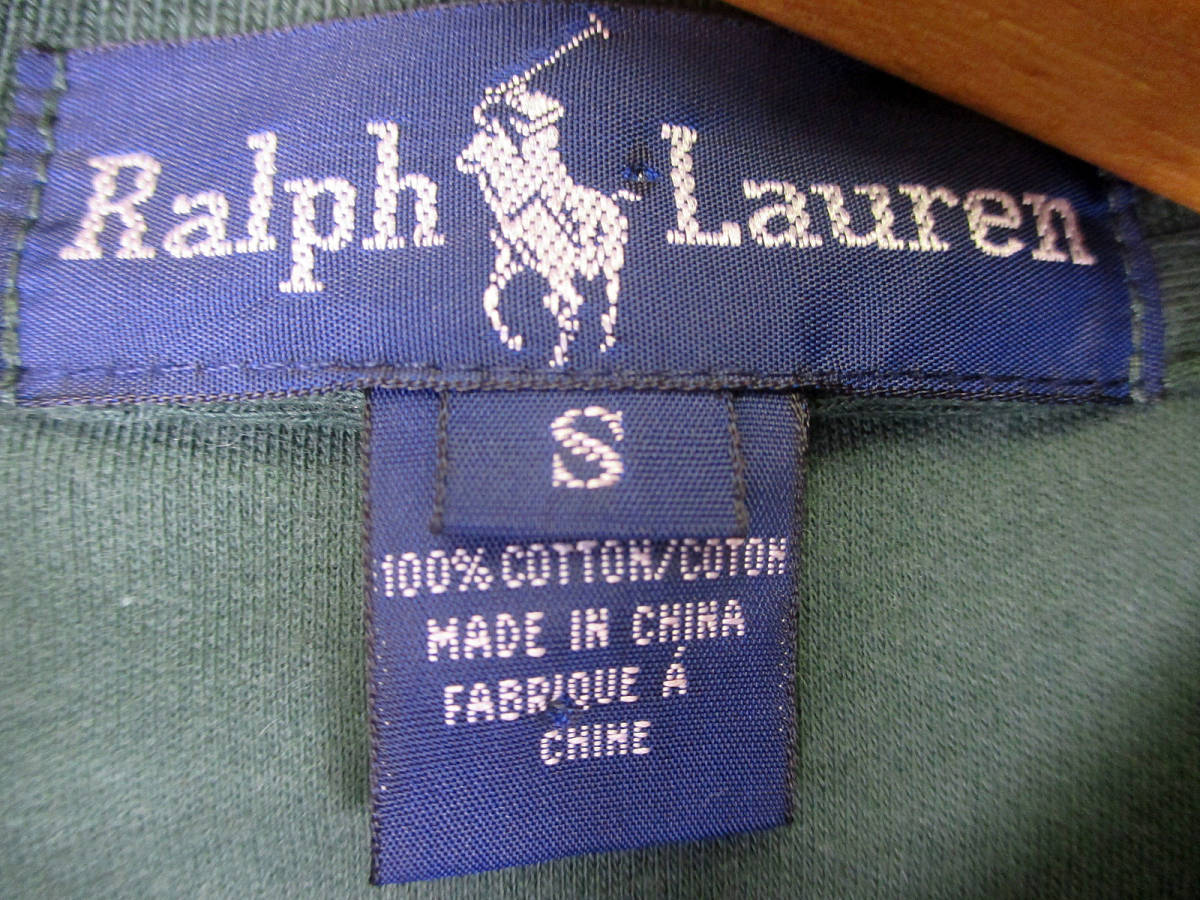 Ralph Lauren
S
100% COTTON/COTON
MADE IN CHINA
FABRIQUE Á
CHINE